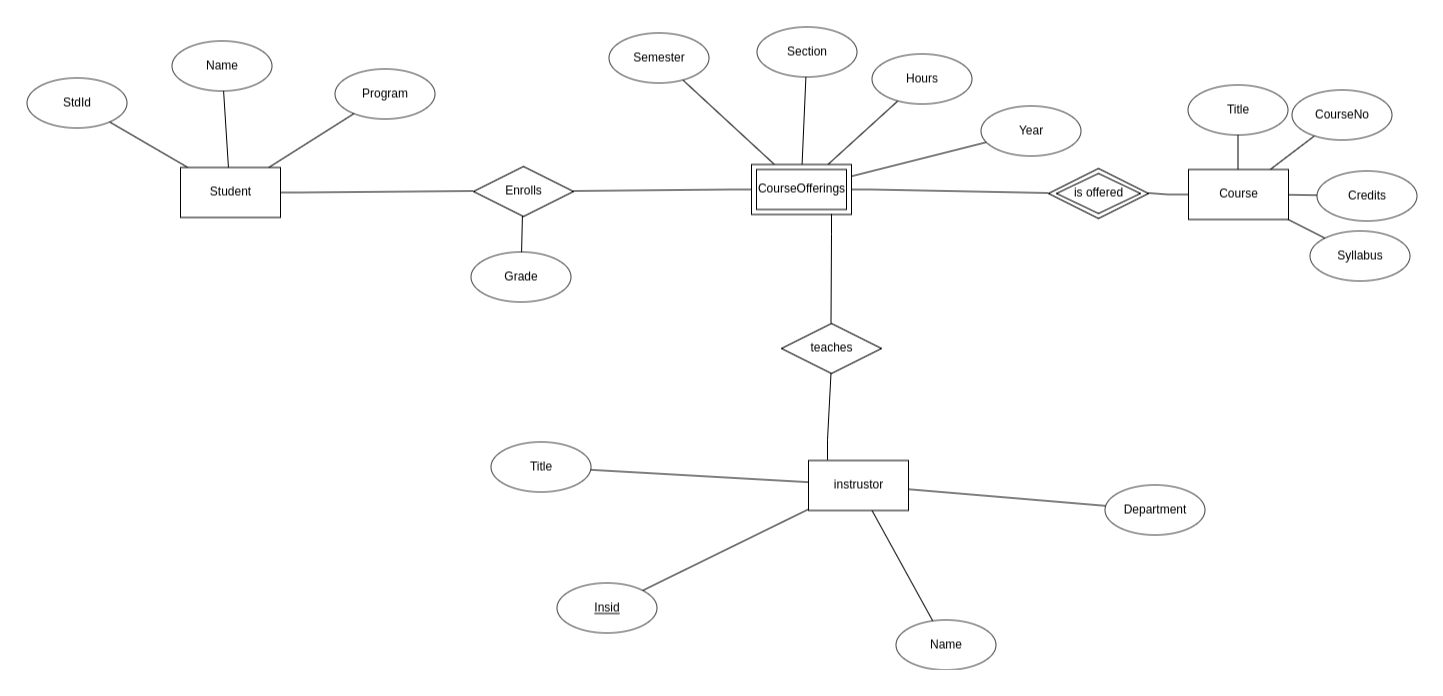 Semester
Section
Hours
Name
StdId
Program
Year
Title
CourseNo
Student
Enrolls
CourseOfferings
is offered
Course
Credits
Syllabus
Grade
teaches
Title
instrustor
Department
Insid
Name